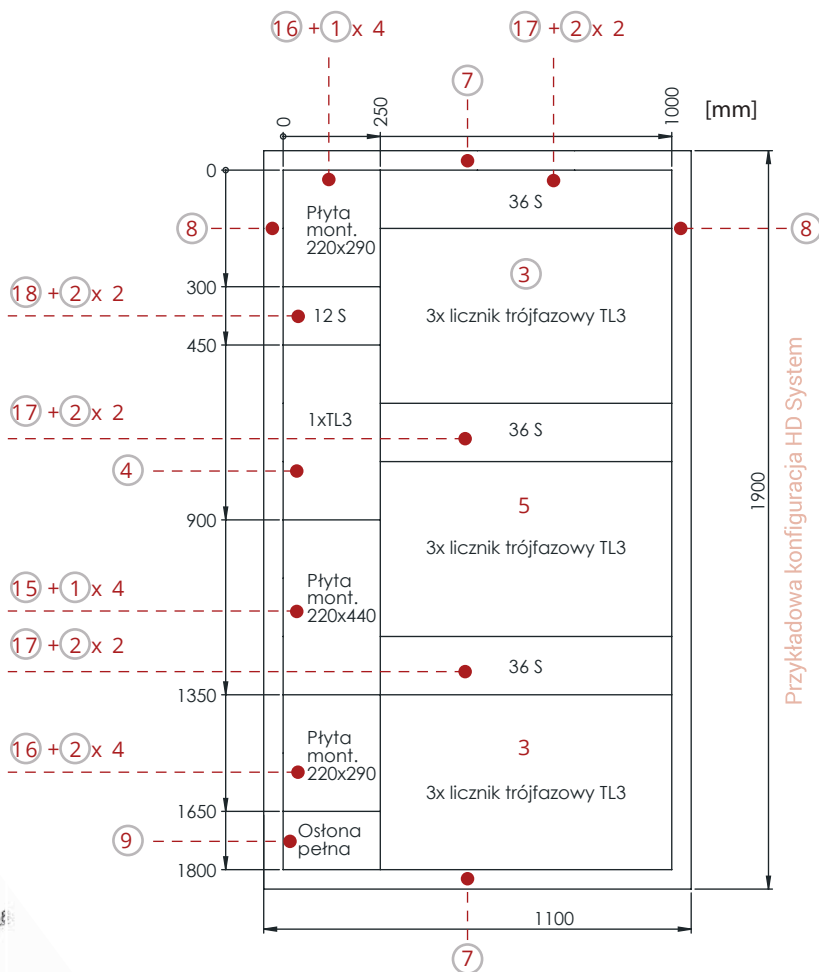 16 + 1 x 4
17 + 2 x 2
7
0
250
1000
[mm]
0
8
Płyta
mont.
220x290
36 S
8
3
300
18 + 2 x 2
12 S
3x licznik trójfazowy TL3
450
17 + 2 x 2
1xTL3
36 S
4
Przykładowa konfiguracja HD System
1900
5
900
3x licznik trójfazowy TL3
15 + 1 x 4
Płyta
mont.
220x440
17 + 2 x 2
36 S
1350
16 + 2 x 4
Płyta
mont.
220x290
3
3x licznik trójfazowy TL3
1650
9
Osłona
pełna
1800
1100
7